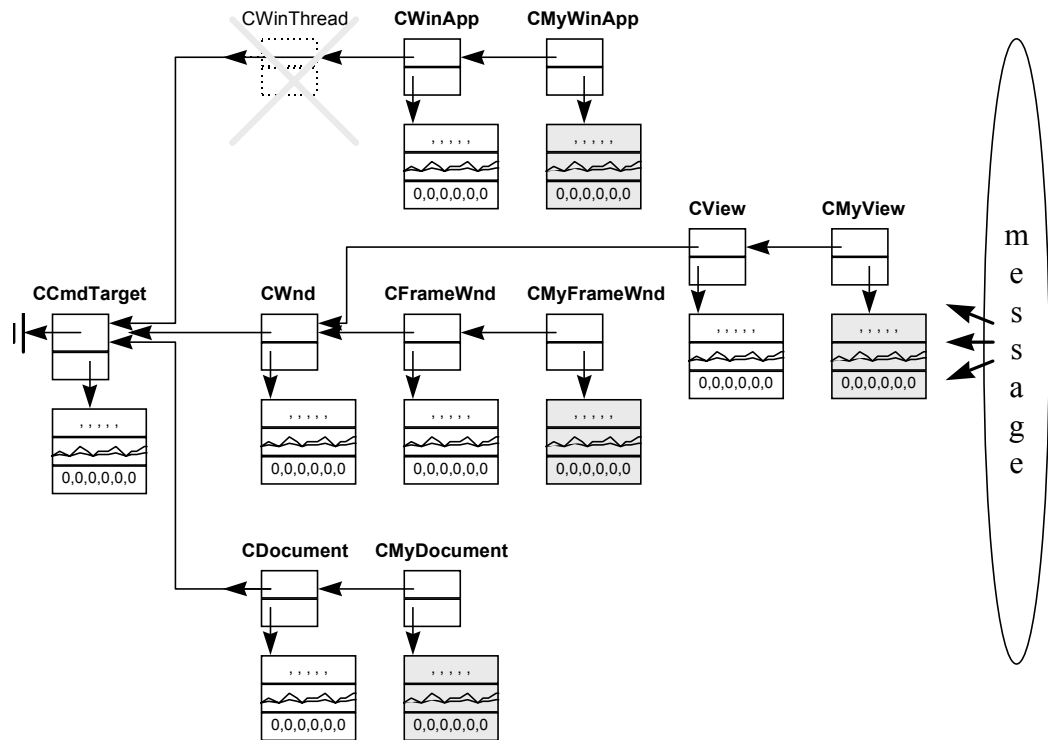 CWinThread
CWinApp
CMyWinApp
, , , , ,
, , , , ,
0,0,0,0,0,0
0,0,0,0,0,0
CView
CMyView
message
CCmdTarget
CWnd
CFrameWnd
CMyFrameWnd
, , , , ,
, , , , ,
0,0,0,0,0,0
0,0,0,0,0,0
, , , , ,
, , , , ,
, , , , ,
, , , , ,
0,0,0,0,0,0
0,0,0,0,0,0
0,0,0,0,0,0
0,0,0,0,0,0
CDocument
CMyDocument
, , , , ,
, , , , ,
0,0,0,0,0,0
0,0,0,0,0,0